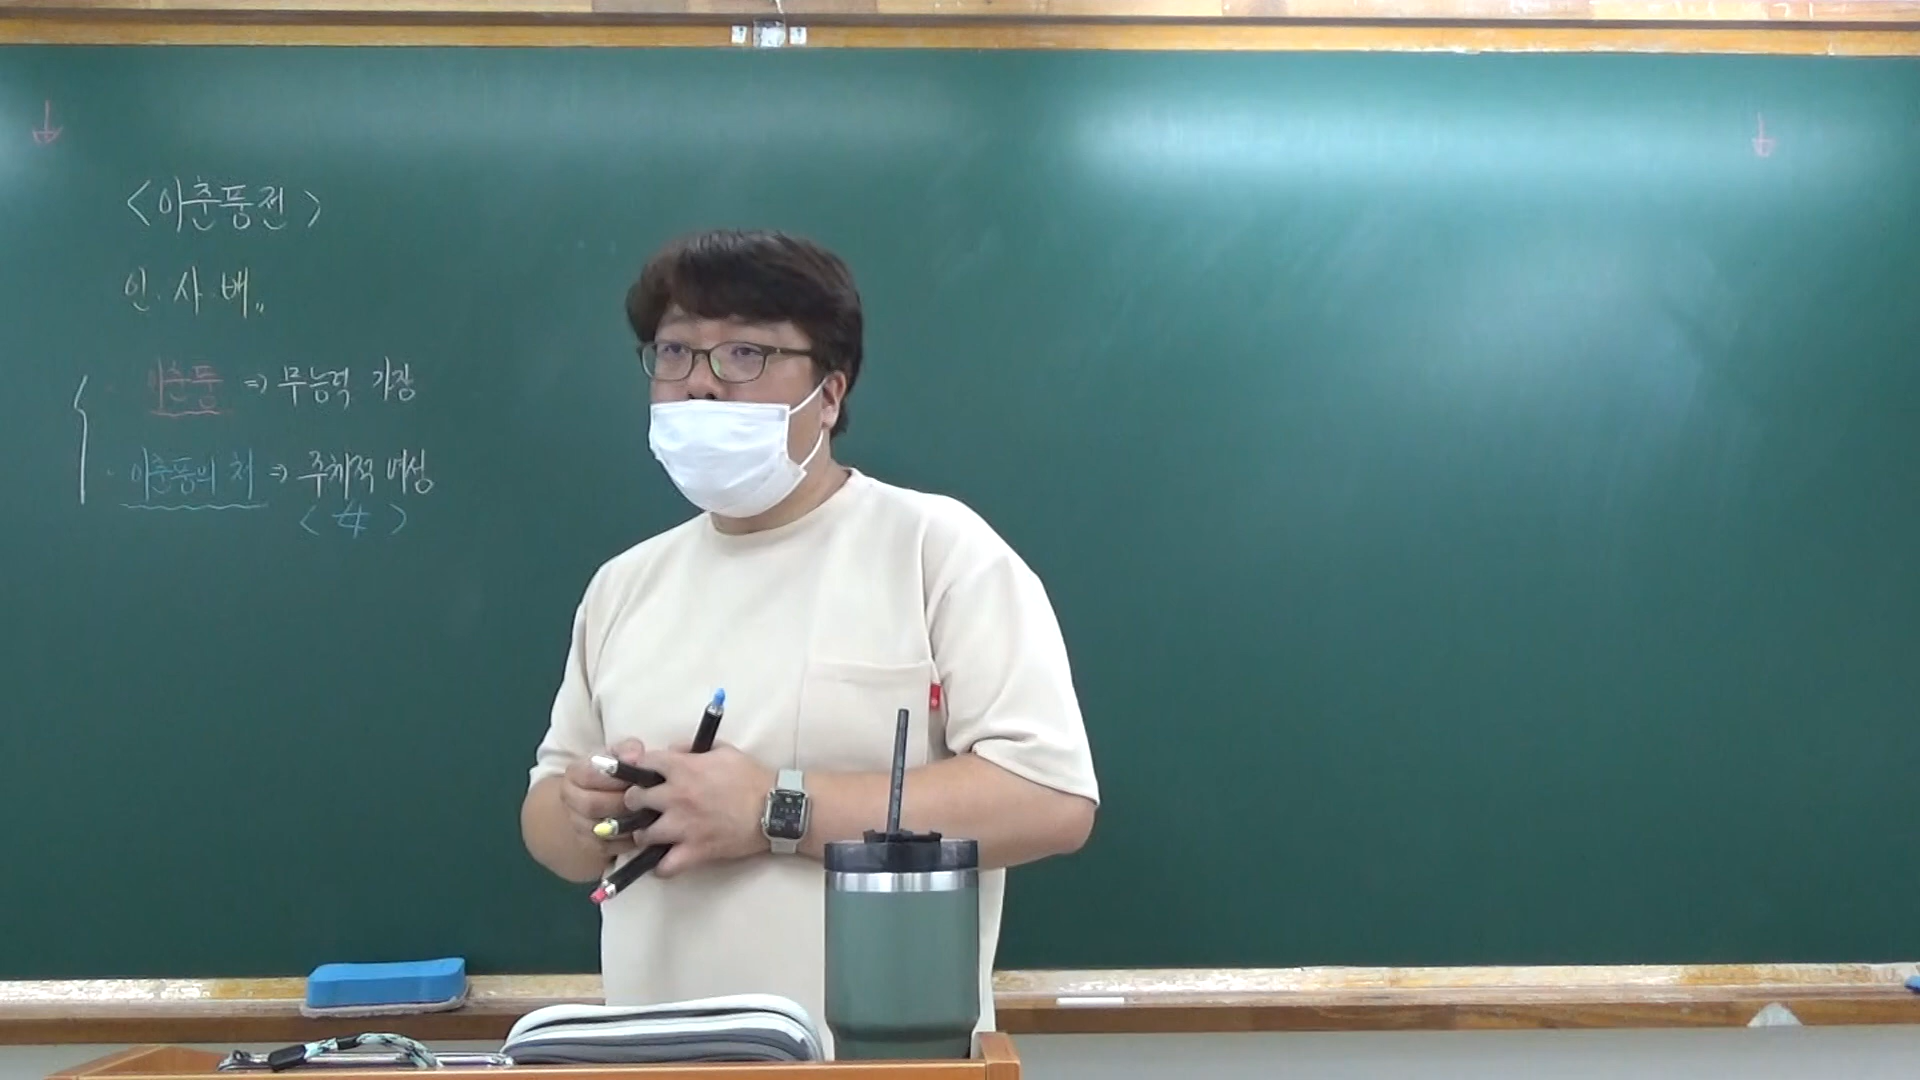 <이춘풍전>
인.사.배〃
이춘풍 => 무능력 가장
· 이춘풍의 처 => 주체적 여성
<女>